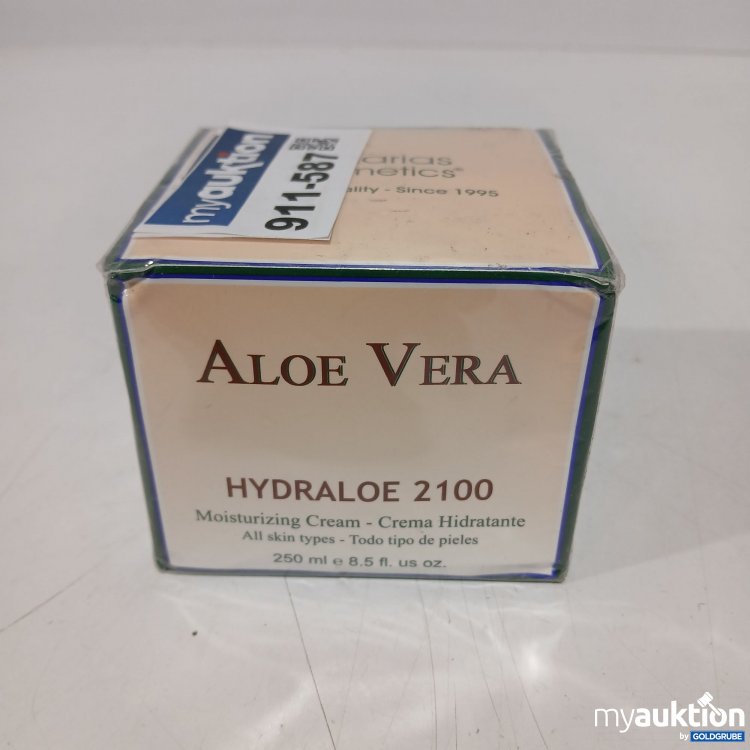 myauktion
911-587
arias
metics®
ality - Since 1995
ALOE VERA
HYDRALOE 2100
Moisturizing Cream - Crema Hidratante
All skin types - Todo tipo de pieles
250 ml e 8.5 fl. us oz.
myauktion
by GOLDGRUBE